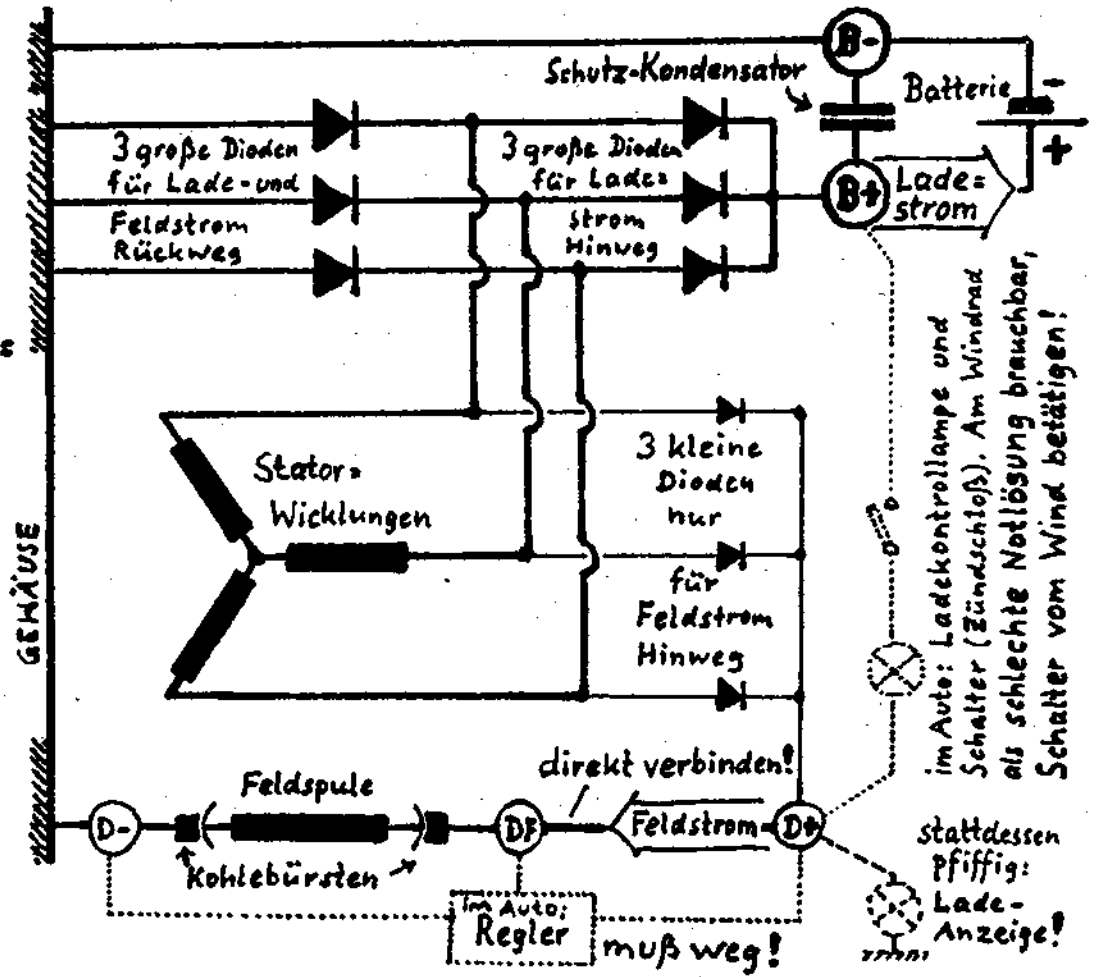 B-
Schutz-Kondensator
Batterie
-
+
3 große Dioden
für Lade- und
Feldstrom
Rückweg
3 große Dioden
für Lade=
strom
Hinweg
B+
Lade=
strom
n
GEHÄUSE
Stator=
Wicklungen
3 kleine
Dioden
nur
für
Feldstrom
Hinweg
im Auto: Ladekontrollampe und
Schalter (Zündschloß). Am Windrad
als schlechte Notlösung brauchbar,
Schalter vom Wind betätigen!
direkt verbinden!
Feldspule
D-
DF
Feldstrom
D+
Kohlebürsten
im Auto:
Regler
muß weg!
stattdessen
pfiffig:
Lade-
Anzeige!